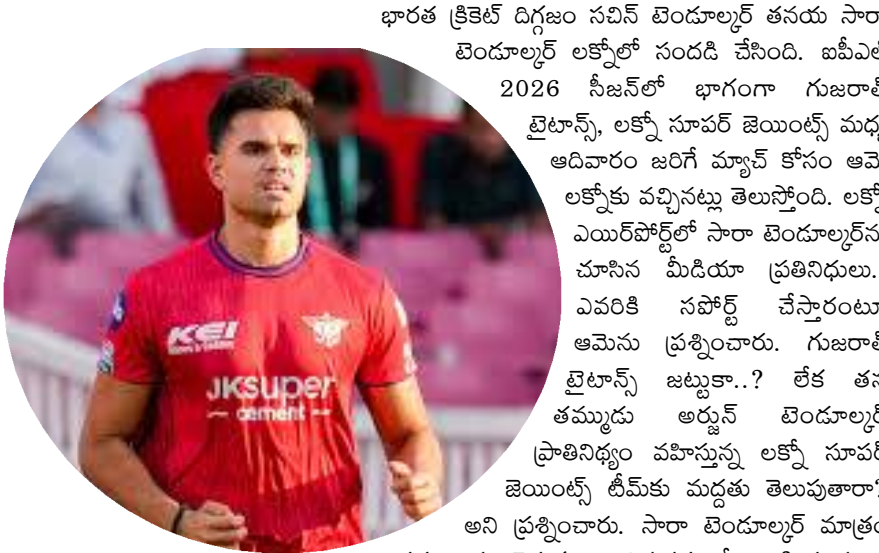 భారత క్రికెట్ దిగ్గజం సచిన్ టెండూల్కర్ తనయ సారా
టెండూల్కర్ లక్నోలో సందడి చేసింది. ఐపీఎల్
2026 సీజన్‌లో భాగంగా గుజరాత్
టైటాన్స్, లక్నో సూపర్ జెయింట్స్ మధ్య
ఆదివారం జరిగే మ్యాచ్ కోసం ఆమె
లక్నోకు వచ్చినట్లు తెలుస్తోంది. లక్నో
ఎయిర్‌పోర్ట్‌లో సారా టెండూల్కర్‌ను
చూసిన మీడియా ప్రతినిధులు.
ఎవరికి సపోర్ట్ చేస్తారంటూ
ఆమెను ప్రశ్నించారు. గుజరాత్
టైటాన్స్ జట్టుకా..? లేక తన
తమ్ముడు అర్జున్ టెండూల్కర్
ప్రాతినిధ్యం వహిస్తున్న లక్నో సూపర్
జెయింట్స్ టీమ్‌కు మద్దతు తెలుపుతారా?
అని ప్రశ్నించారు. సారా టెండూల్కర్ మాత్రం
KEI
JKsuper
cement